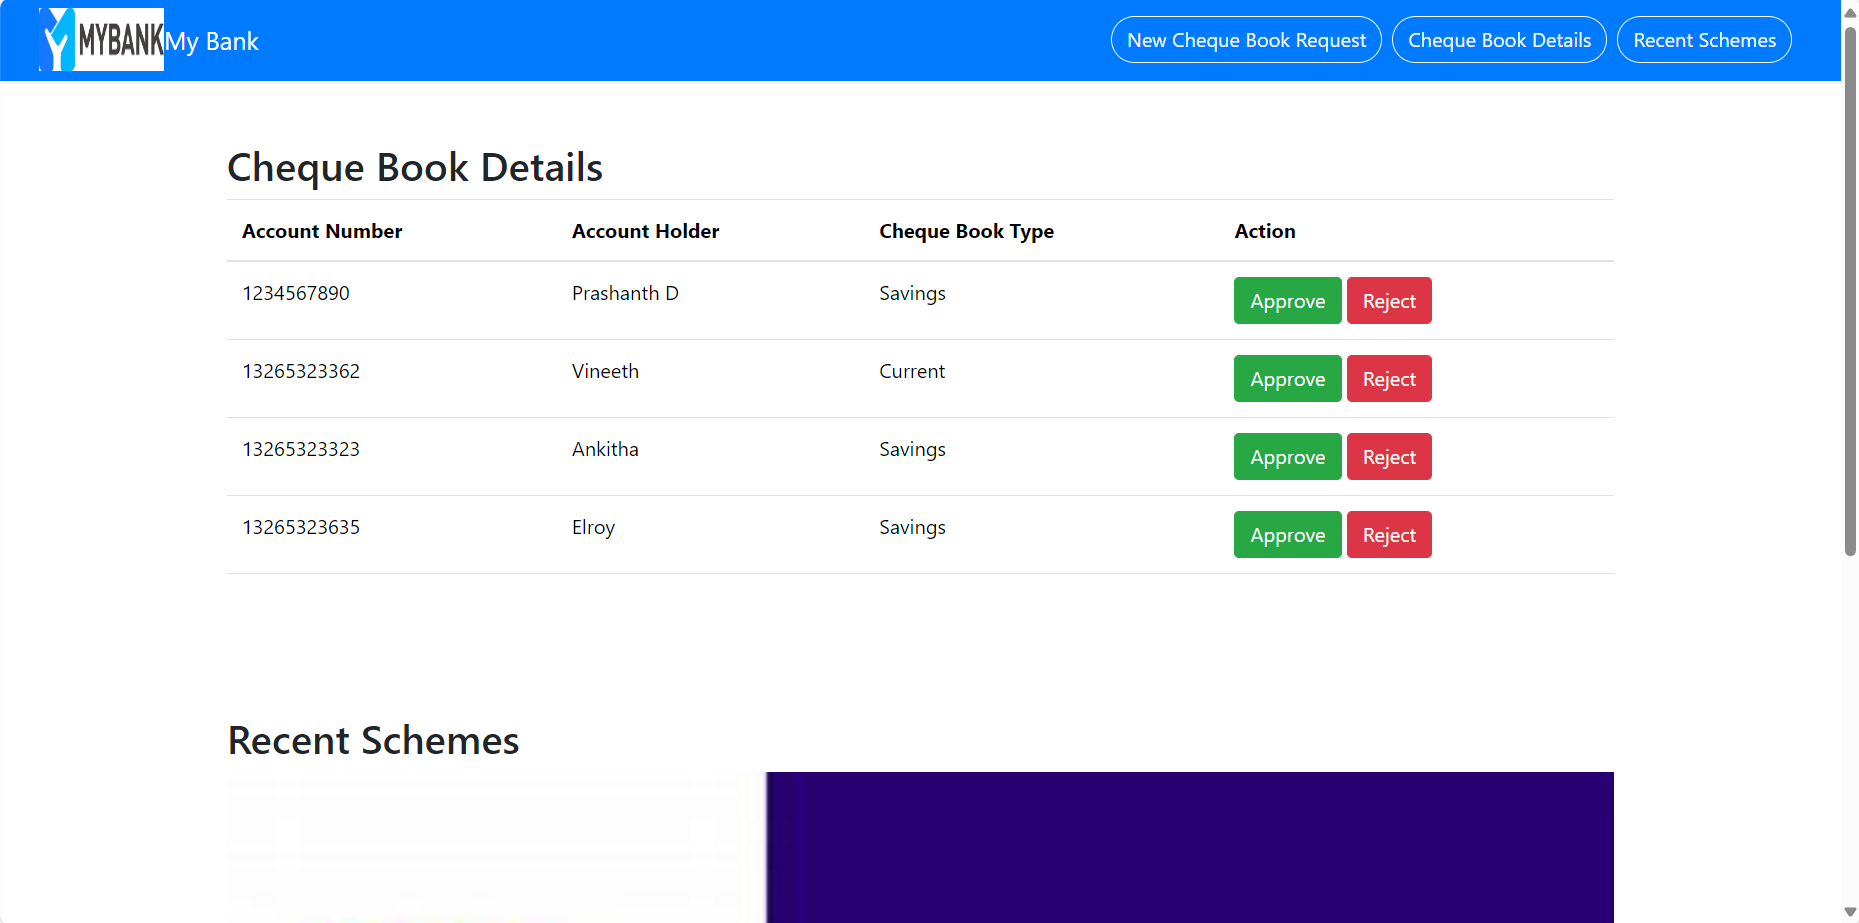 MYBANK My Bank New Cheque Book Request Cheque Book Details Recent Schemes
Cheque Book Details
Account Number Account Holder Cheque Book Type Action
1234567890 Prashanth D Savings Approve Reject
13265323362 Vineeth Current Approve Reject
13265323323 Ankitha Savings Approve Reject
13265323635 Elroy Savings Approve Reject
Recent Schemes